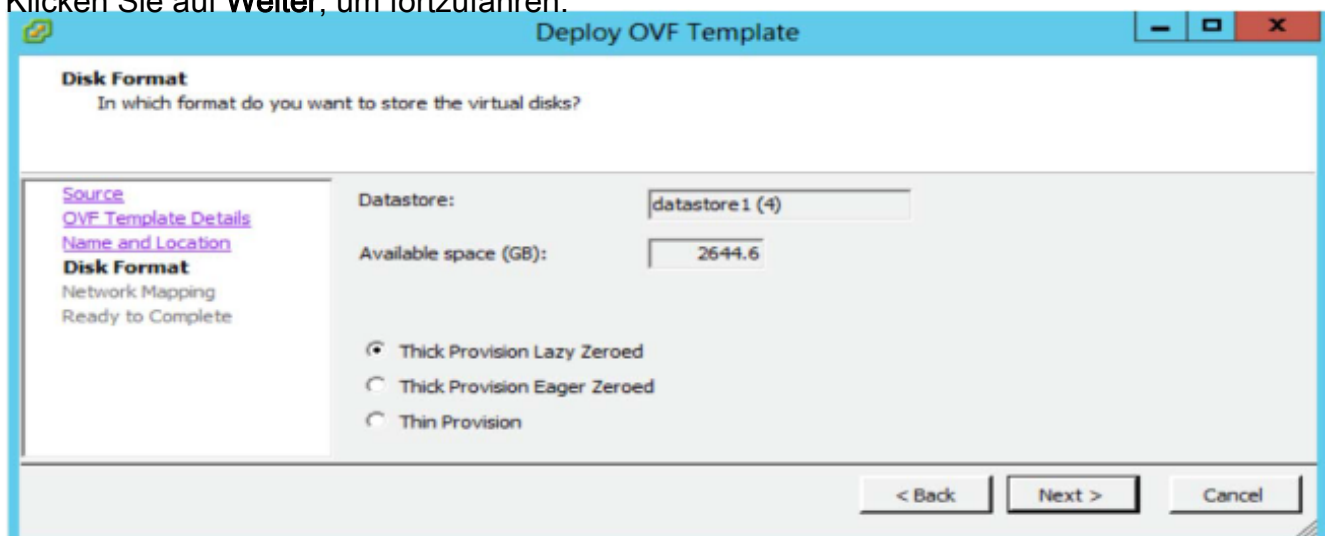 Klicken Sie auf Weiter, um fortzufahren.
Deploy OVF Template
Disk Format
In which format do you want to store the virtual disks?
Source
OVF Template Details
Name and Location
Disk Format
Network Mapping
Ready to Complete
Datastore:
datastore1 (4)
Available space (GB):
2644.6
Thick Provision Lazy Zeroed
Thick Provision Eager Zeroed
Thin Provision
< Back
Next >
Cancel